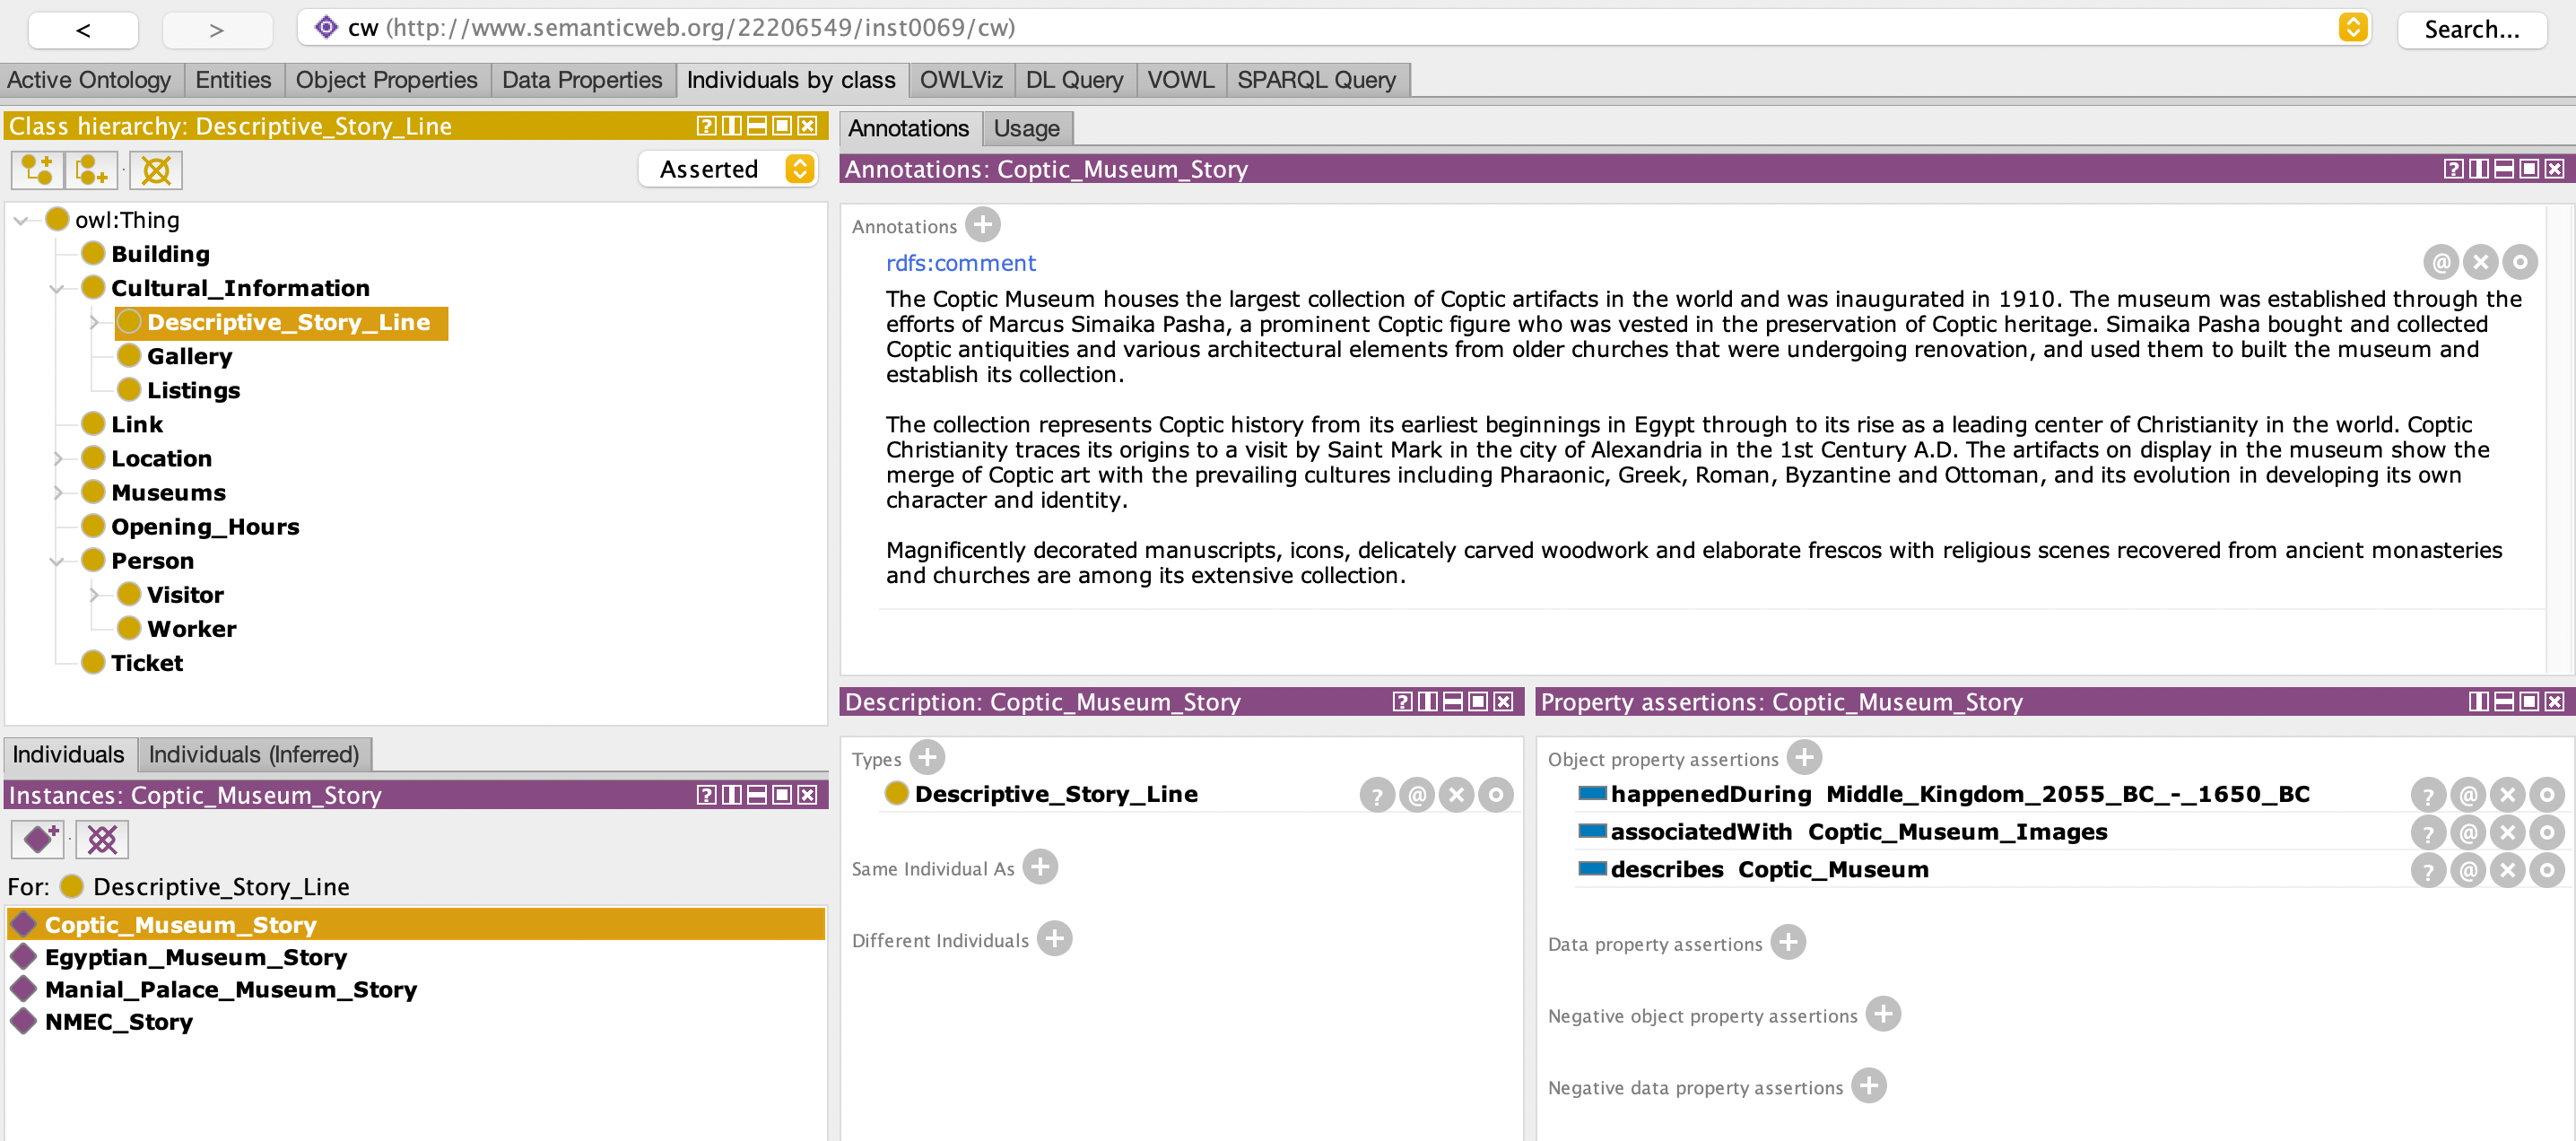 <
>
cw (http://www.semanticweb.org/22206549/inst0069/cw)
Search...
Active Ontology
Entities
Object Properties
Data Properties
Individuals by class
OWLViz
DL Query
VOWL
SPARQL Query
Class hierarchy: Descriptive_Story_Line
Asserted
owl:Thing
Building
Cultural_Information
Descriptive_Story_Line
Gallery
Listings
Link
Location
Museums
Opening_Hours
Person
Visitor
Worker
Ticket
Individuals
Individuals (Inferred)
Instances: Coptic_Museum_Story
For: Descriptive_Story_Line
Coptic_Museum_Story
Egyptian_Museum_Story
Manial_Palace_Museum_Story
NMEC_Story
Annotations
Usage
Annotations: Coptic_Museum_Story
Annotations
rdfs:comment
The Coptic Museum houses the largest collection of Coptic artifacts in the world and was inaugurated in 1910. The museum was established through the
efforts of Marcus Simaika Pasha, a prominent Coptic figure who was vested in the preservation of Coptic heritage. Simaika Pasha bought and collected
Coptic antiquities and various architectural elements from older churches that were undergoing renovation, and used them to built the museum and
establish its collection.
The collection represents Coptic history from its earliest beginnings in Egypt through to its rise as a leading center of Christianity in the world. Coptic
Christianity traces its origins to a visit by Saint Mark in the city of Alexandria in the 1st Century A.D. The artifacts on display in the museum show the
merge of Coptic art with the prevailing cultures including Pharaonic, Greek, Roman, Byzantine and Ottoman, and its evolution in developing its own
character and identity.
Magnificently decorated manuscripts, icons, delicately carved woodwork and elaborate frescos with religious scenes recovered from ancient monasteries
and churches are among its extensive collection.
Description: Coptic_Museum_Story
Types
Descriptive_Story_Line
Same Individual As
Different Individuals
Property assertions: Coptic_Museum_Story
Object property assertions
happenedDuring Middle_Kingdom_2055_BC_-_1650_BC
associatedWith Coptic_Museum_Images
describes Coptic_Museum
Data property assertions
Negative object property assertions
Negative data property assertions